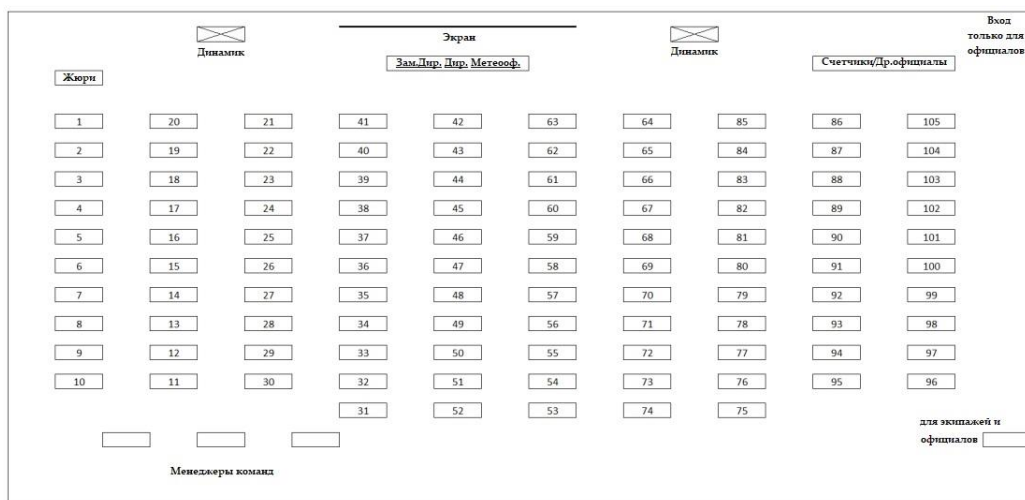 Вход
только для
официалов
Динамик
Экран
Динамик
Зам.Дир. Дир. Метеооф.
Счетчики/Др.официалы
Жюри
1 20 21 41 42 63 64 85 86 105
2 19 22 40 43 62 65 84 87 104
3 18 23 39 44 61 66 83 88 103
4 17 24 38 45 60 67 82 89 102
5 16 25 37 46 59 68 81 90 101
6 15 26 36 47 58 69 80 91 100
7 14 27 35 48 57 70 79 92 99
8 13 28 34 49 56 71 78 93 98
9 12 29 33 50 55 72 77 94 97
10 11 30 32 51 54 73 76 95 96
31 52 53 74 75
для экипажей и
официалов
Менеджеры команд